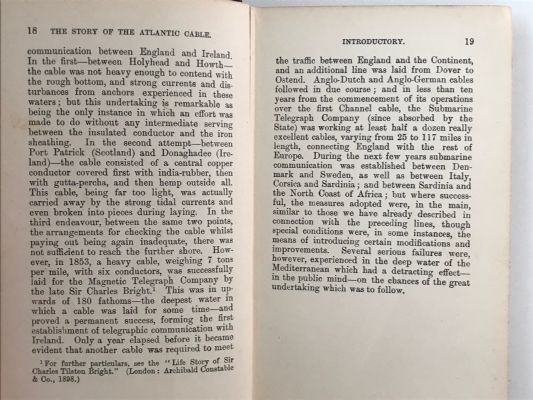 18 THE STORY OF THE ATLANTIC CABLE.
communication between England and Ireland.
In the first—between Holyhead and Howth—
the cable was not heavy enough to contend with
the rough bottom, and strong currents and dis-
turbances from anchors experienced in these
waters; but this undertaking is remarkable as
being the only instance in which an effort was
made to do without any intermediate serving
between the insulated conductor and the iron
sheathing. In the second attempt—between
Port Patrick (Scotland) and Donaghadee (Ire-
land)—the cable consisted of a central copper
conductor covered first with india-rubber, then
with gutta-percha, and then hemp outside all.
This cable, being far too light, was actually
carried away by the strong tidal currents and
even broken into pieces during laying. In the
third endeavour, between the same two points,
the arrangements for checking the cable whilst
paying out being again inadequate, there was
not sufficient to reach the further shore. How-
ever, in 1853, a heavy cable, weighing 7 tons
per mile, with six conductors, was successfully
laid for the Magnetic Telegraph Company by
the late Sir Charles Bright.¹ This was in up-
wards of 180 fathoms—the deepest water in
which a cable was laid for some time—and
proved a permanent success, forming the first
establishment of telegraphic communication with
Ireland. Only a year elapsed before it became
evident that another cable was required to meet
¹ For further particulars, see the "Life Story of Sir
Charles Tilston Bright." (London: Archibald Constable
& Co., 1898.)
INTRODUCTORY. 19
the traffic between England and the Continent,
and an additional line was laid from Dover to
Ostend. Anglo-Dutch and Anglo-German cables
followed in due course; and in less than ten
years from the commencement of its operations
over the first Channel cable, the Submarine
Telegraph Company (since absorbed by the
State) was working at least half a dozen really
excellent cables, varying from 25 to 117 miles in
length, connecting England with the rest of
Europe. During the next few years submarine
communication was established between Den-
mark and Sweden, as well as between Italy,
Corsica and Sardinia; and between Sardinia and
the North Coast of Africa; but where success-
ful, the measures adopted were, in the main,
similar to those we have already described in
connection with the preceding lines, though
special conditions were, in some instances, the
means of introducing certain modifications and
improvements. Several serious failures were,
however, experienced in the deep water of the
Mediterranean which had a detracting effect—
in the public mind—on the chances of the great
undertaking which was to follow.